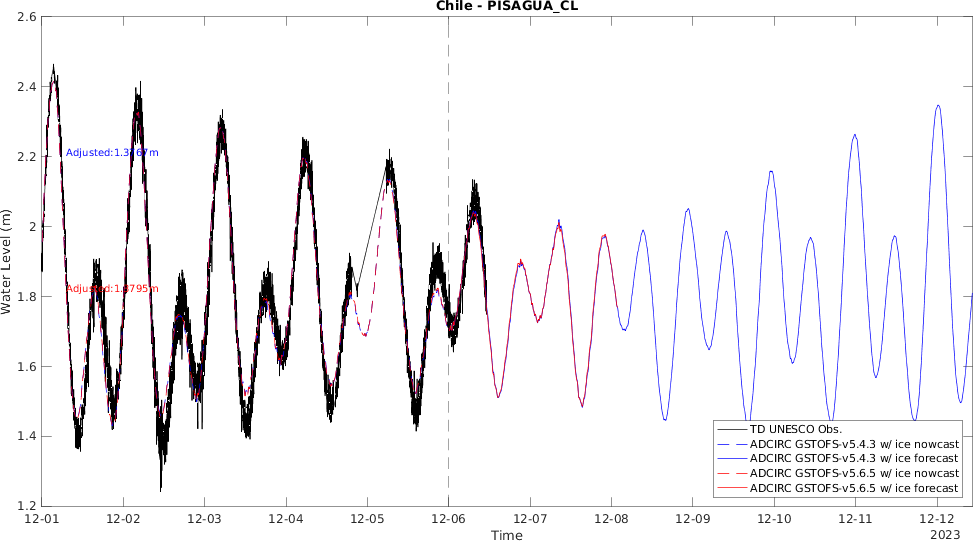 Chile - PISAGUA_CL
Water Level (m)
2.6
2.4
2.2
2
1.8
1.6
1.4
1.2
Adjusted:1.3767m
TD UNESCO Obs.
ADCIRC GSTOFS-v5.4.3 w/ ice nowcast
ADCIRC GSTOFS-v5.4.3 w/ ice forecast
ADCIRC GSTOFS-v5.6.5 w/ ice nowcast
ADCIRC GSTOFS-v5.6.5 w/ ice forecast
12-01 12-02 12-03 12-04 12-05 12-06 12-07 12-08 12-09 12-10 12-11 12-12
Time
2023